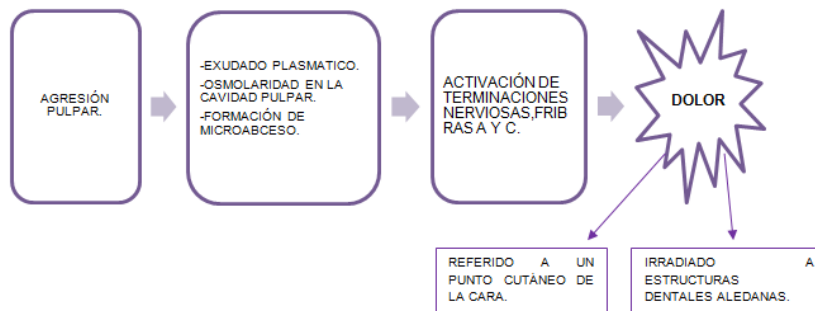 AGRESIÓN
PULPAR.
-EXUDADO PLASMATICO.
-OSMOLARIDAD EN LA
CAVIDAD PULPAR.
-FORMACIÓN DE
MICROABCESO.
ACTIVACIÓN DE
TERMINACIONES
NERVIOSAS,FRIB
RAS A Y C.
DOLOR
REFERIDO A UN
PUNTO CUTÀNEO DE
LA CARA.
IRRADIADO A
ESTRUCTURAS
DENTALES ALEDANAS.